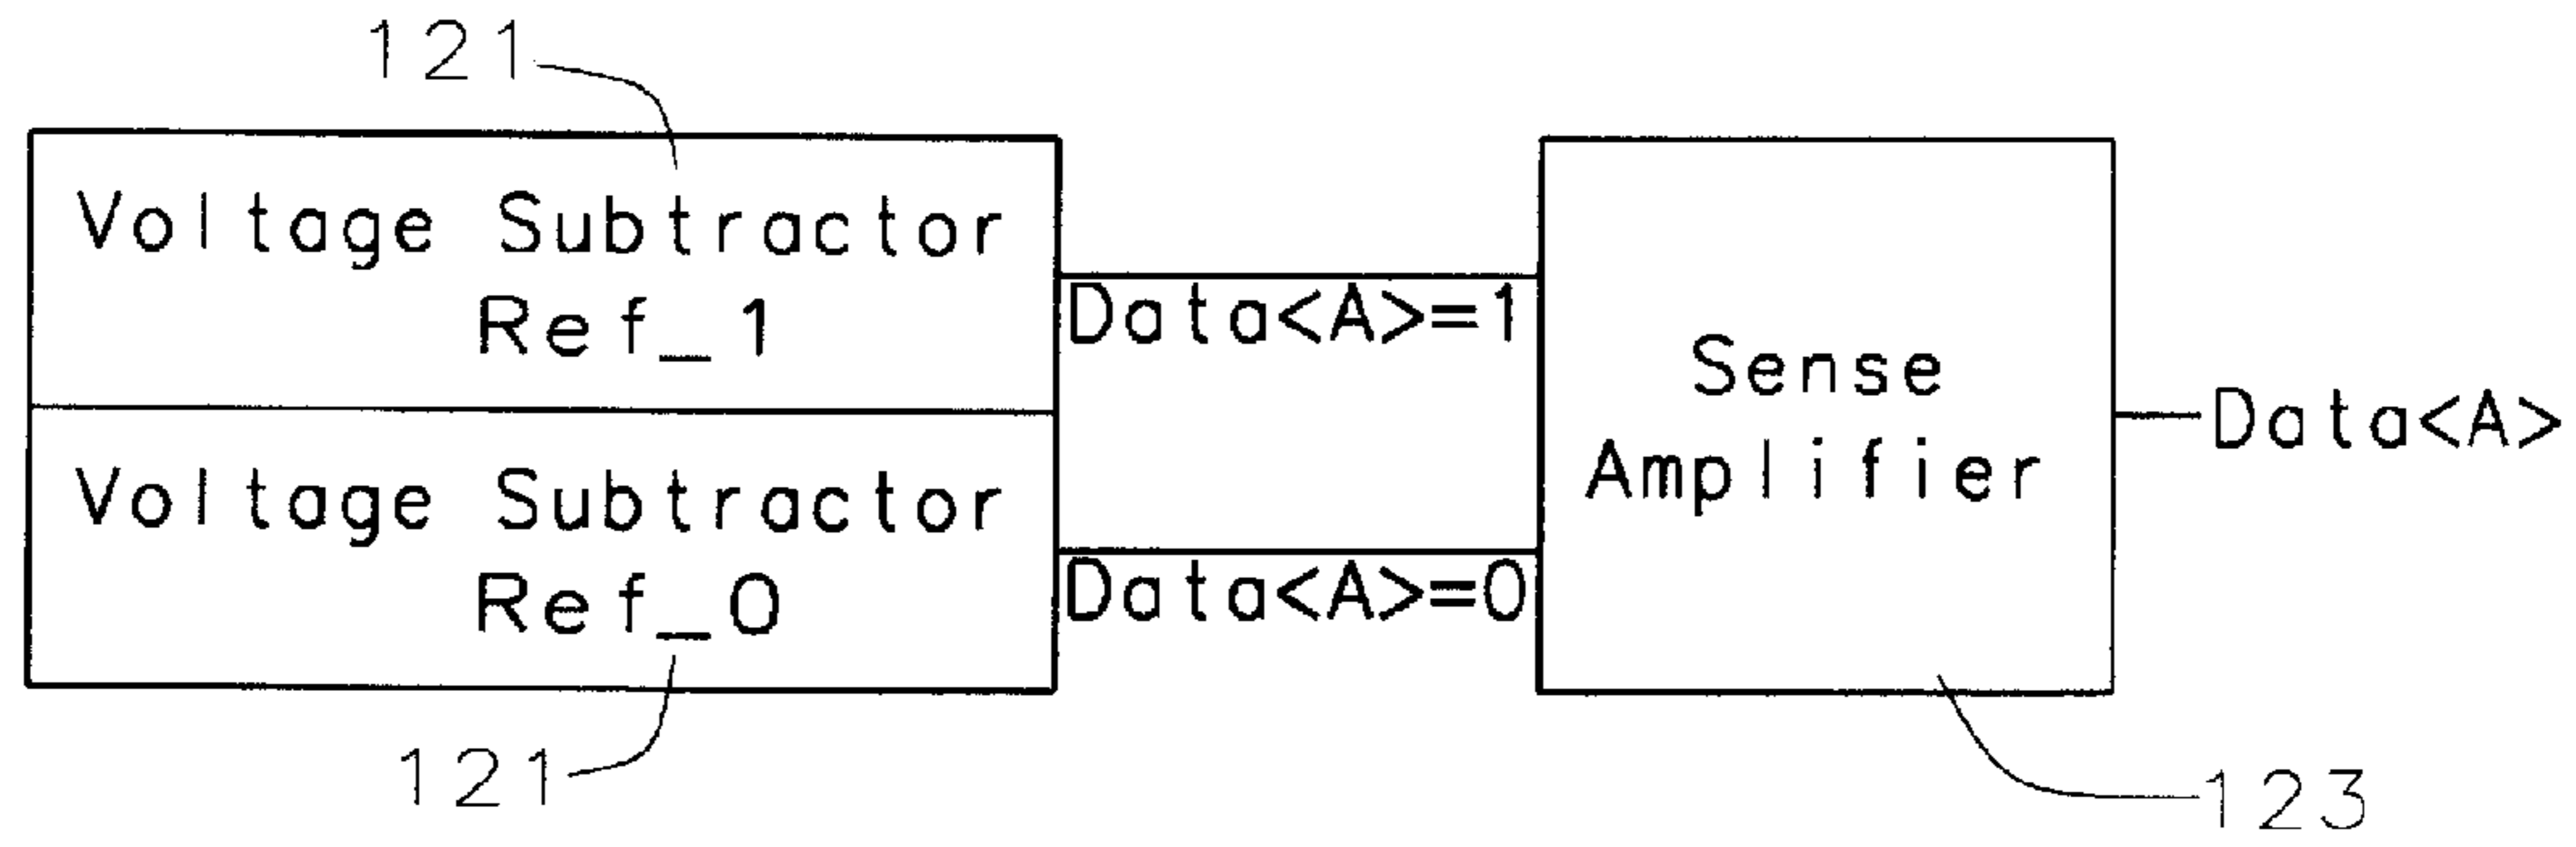 121
Voltage Subtractor
Ref_1
Data<A>=1
Sense
Amplifier
Data<A>
Voltage Subtractor
Ref_0
Data<A>=0
121
123